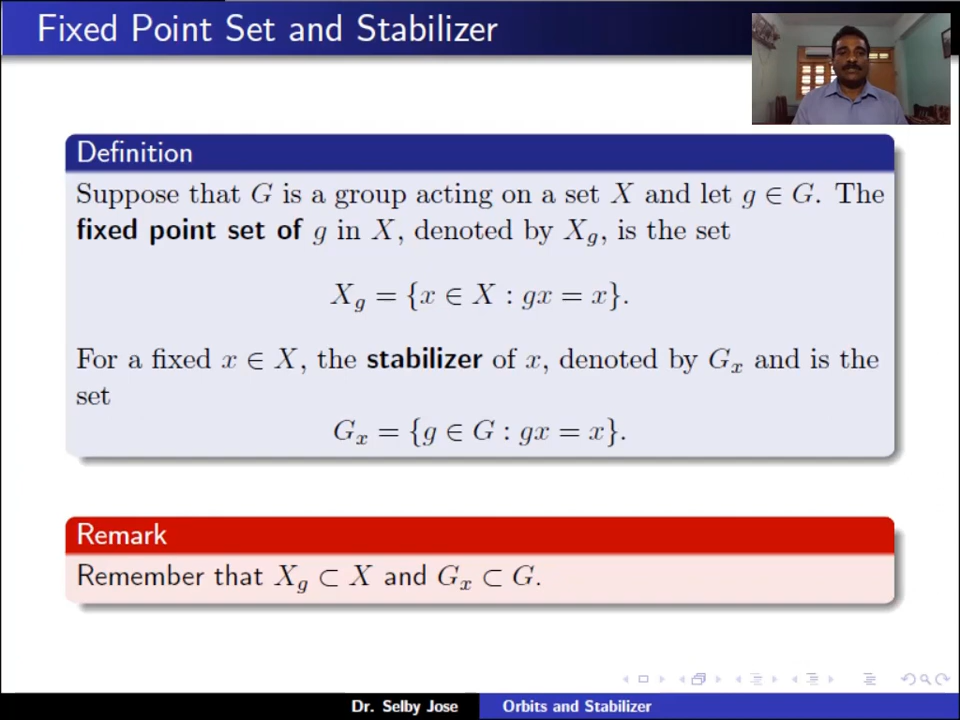 Fixed Point Set and Stabilizer
Definition
Suppose that G is a group acting on a set X and let g ∈ G. The
fixed point set of g in X, denoted by X_g, is the set
X_g = {x ∈ X : gx = x}.
For a fixed x ∈ X, the stabilizer of x, denoted by G_x and is the
set
G_x = {g ∈ G : gx = x}.
Remark
Remember that X_g ⊂ X and G_x ⊂ G.
Dr. Selby Jose
Orbits and Stabilizer